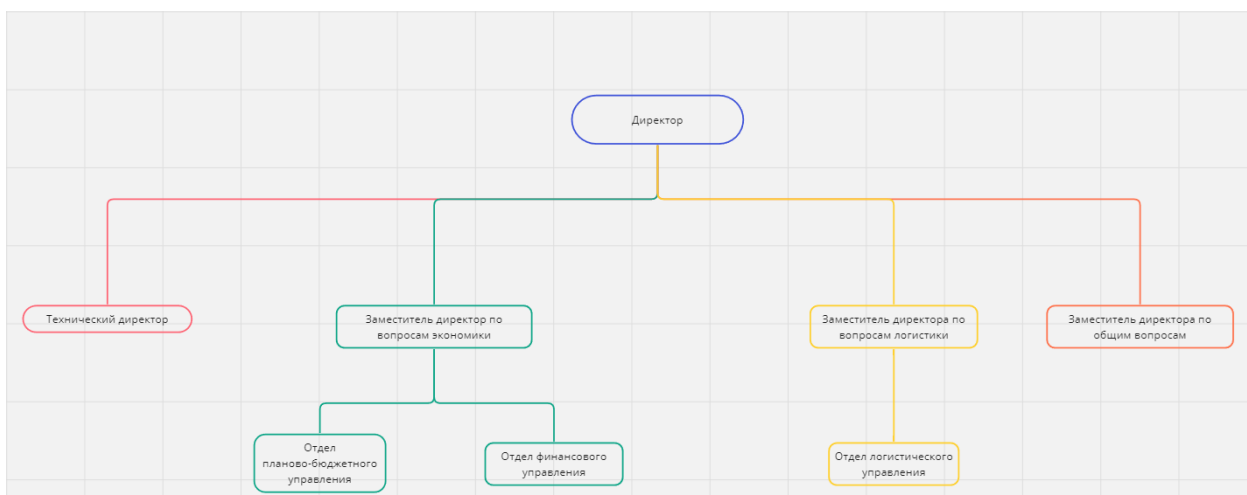 Директор
Технический директор
Заместитель директор по
вопросам экономики
Заместитель директора по
вопросам логистики
Заместитель директора по
общим вопросам
Отдел
планово-бюджетного
управления
Отдел финансового
управления
Отдел логистического
управления